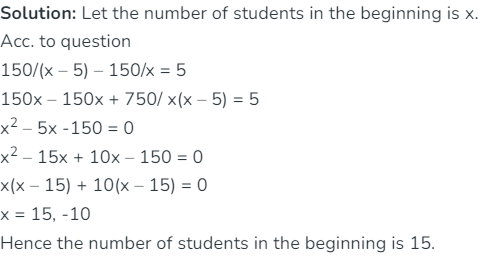 Solution: Let the number of students in the beginning is x.
Acc. to question
150/(x – 5) – 150/x = 5
150x – 150x + 750/ x(x – 5) = 5
x² – 5x -150 = 0
x² – 15x + 10x – 150 = 0
x(x – 15) + 10(x – 15) = 0
x = 15, -10
Hence the number of students in the beginning is 15.